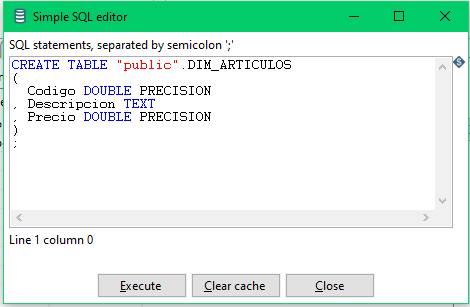 Simple SQL editor
SQL statements, separated by semicolon ';'
CREATE TABLE "public".DIM_ARTICULOS
(
  Codigo DOUBLE PRECISION
, Descripcion TEXT
, Precio DOUBLE PRECISION
)
;
Line 1 column 0
Execute Clear cache Close